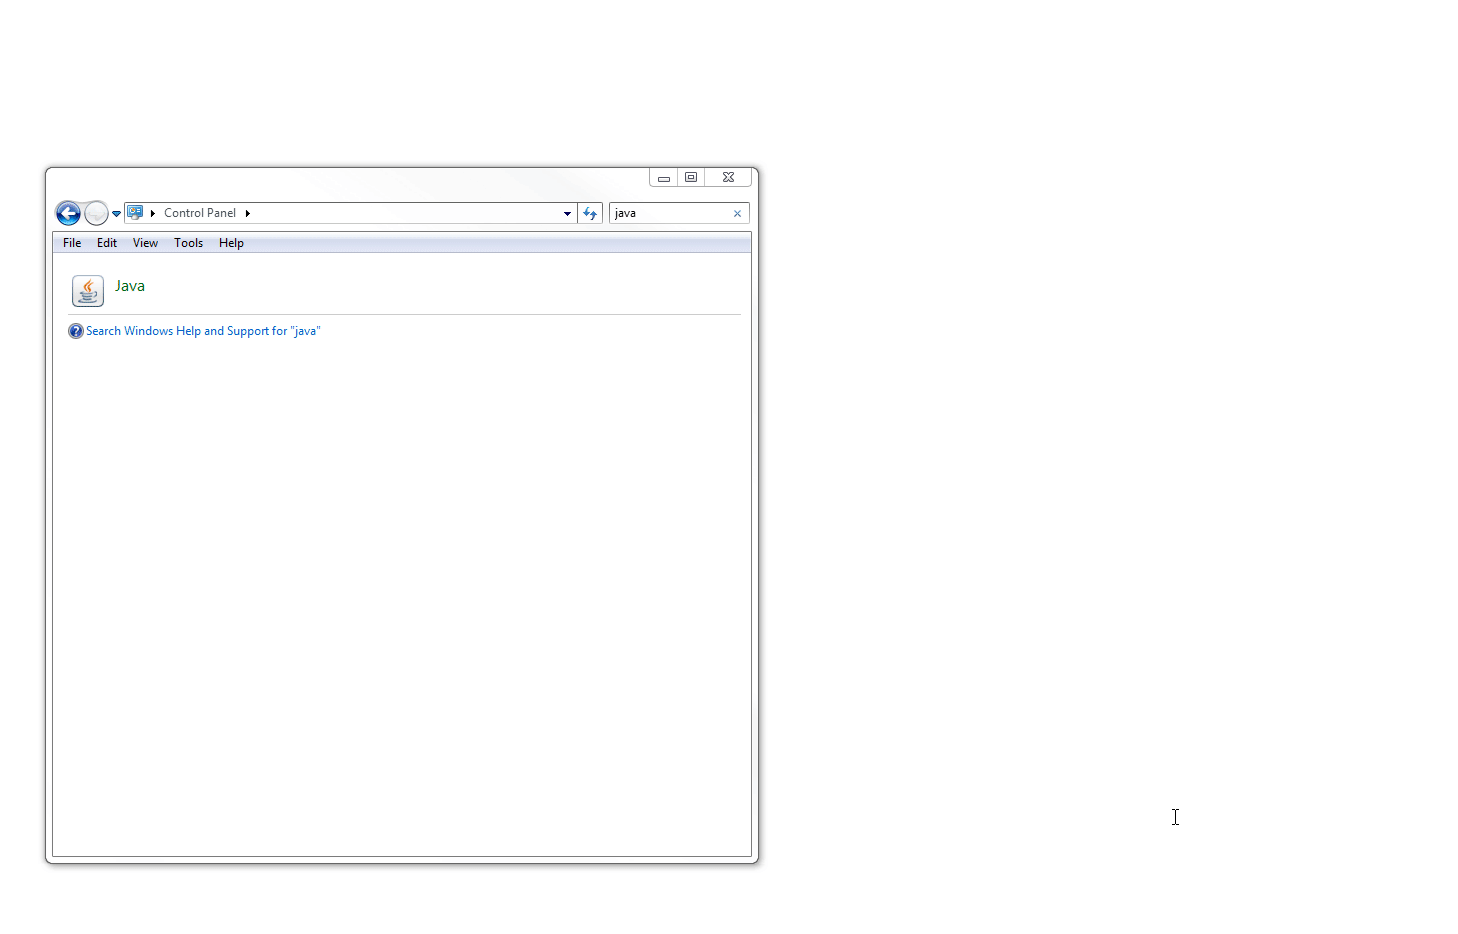 Control Panel
java
File Edit View Tools Help
Java
Search Windows Help and Support for "java"